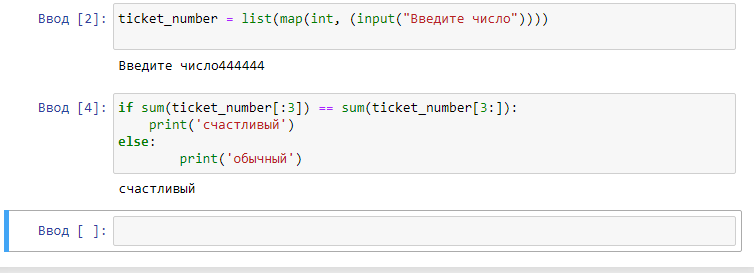 Ввод [2]: ticket_number = list(map(int, (input("Введите число"))))
Введите число444444
Ввод [4]: if sum(ticket_number[:3]) == sum(ticket_number[3:]):
    print('счастливый')
else:
        print('обычный')
счастливый
Ввод [ ]: